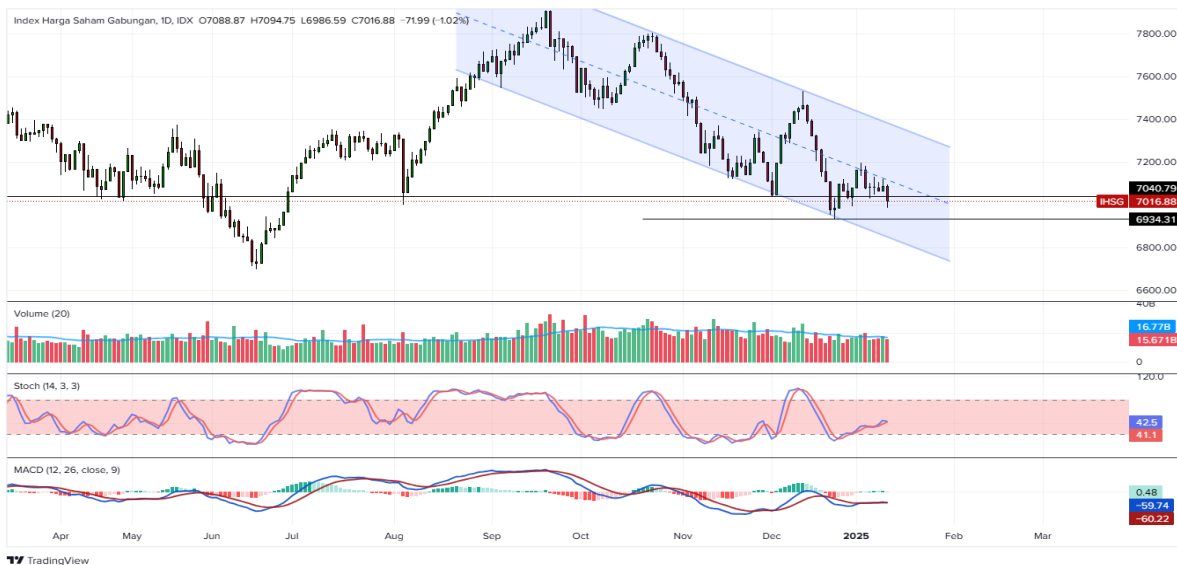 Index Harga Saham Gabungan, 1D, IDX O7088.87 H7094.75 L6986.59 C7016.88 −71.99 (−1.02%)
7800.00
7600.00
7400.00
7200.00
7040.79
IHSG 7016.88
6934.31
6800.00
6600.00
Volume (20)
40B
16.77B
15.671B
0
Stoch (14, 3, 3)
120.0
42.5
41.1
MACD (12, 26, close, 9)
0.48
−59.74
−60.22
Apr May Jun Jul Aug Sep Oct Nov Dec 2025 Feb Mar
TradingView